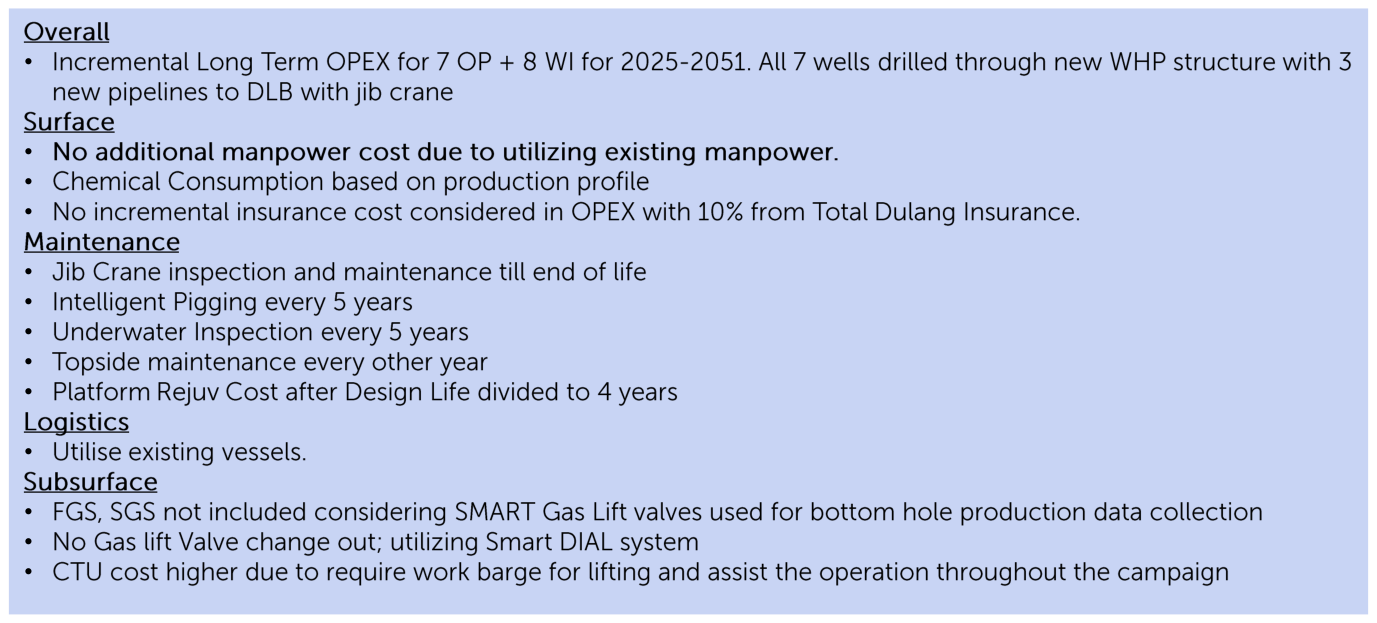 Overall
• Incremental Long Term OPEX for 7 OP + 8 WI for 2025-2051. All 7 wells drilled through new WHP structure with 3
new pipelines to DLB with jib crane
Surface
• No additional manpower cost due to utilizing existing manpower.
• Chemical Consumption based on production profile
• No incremental insurance cost considered in OPEX with 10% from Total Dulang Insurance.
Maintenance
• Jib Crane inspection and maintenance till end of life
• Intelligent Pigging every 5 years
• Underwater Inspection every 5 years
• Topside maintenance every other year
• Platform Rejuv Cost after Design Life divided to 4 years
Logistics
• Utilise existing vessels.
Subsurface
• FGS, SGS not included considering SMART Gas Lift valves used for bottom hole production data collection
• No Gas lift Valve change out; utilizing Smart DIAL system
• CTU cost higher due to require work barge for lifting and assist the operation throughout the campaign